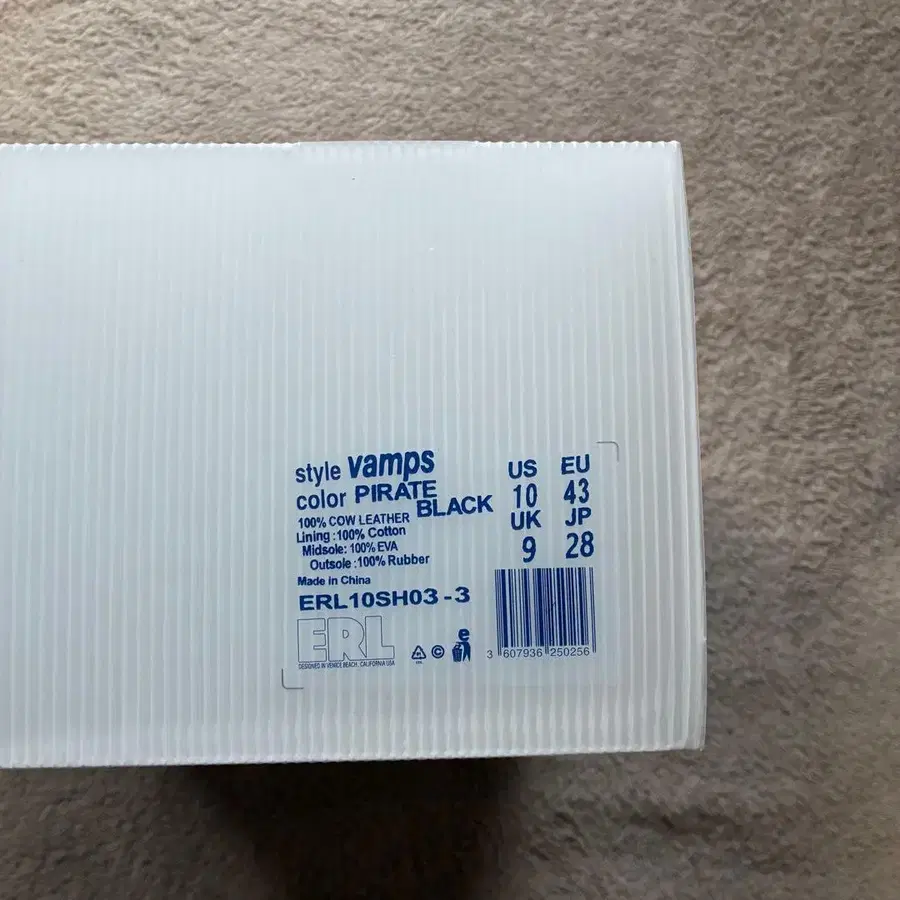 style vamps
color PIRATE BLACK
100% COW LEATHER
Lining :100% Cotton
Midsole: 100% EVA
Outsole :100% Rubber
Made in China
ERL10SH03-3
ERL
DESIGNED IN VENICE BEACH, CALIFORNIA USA
US EU
10 43
UK JP
9 28
©
e
3 607936 250256